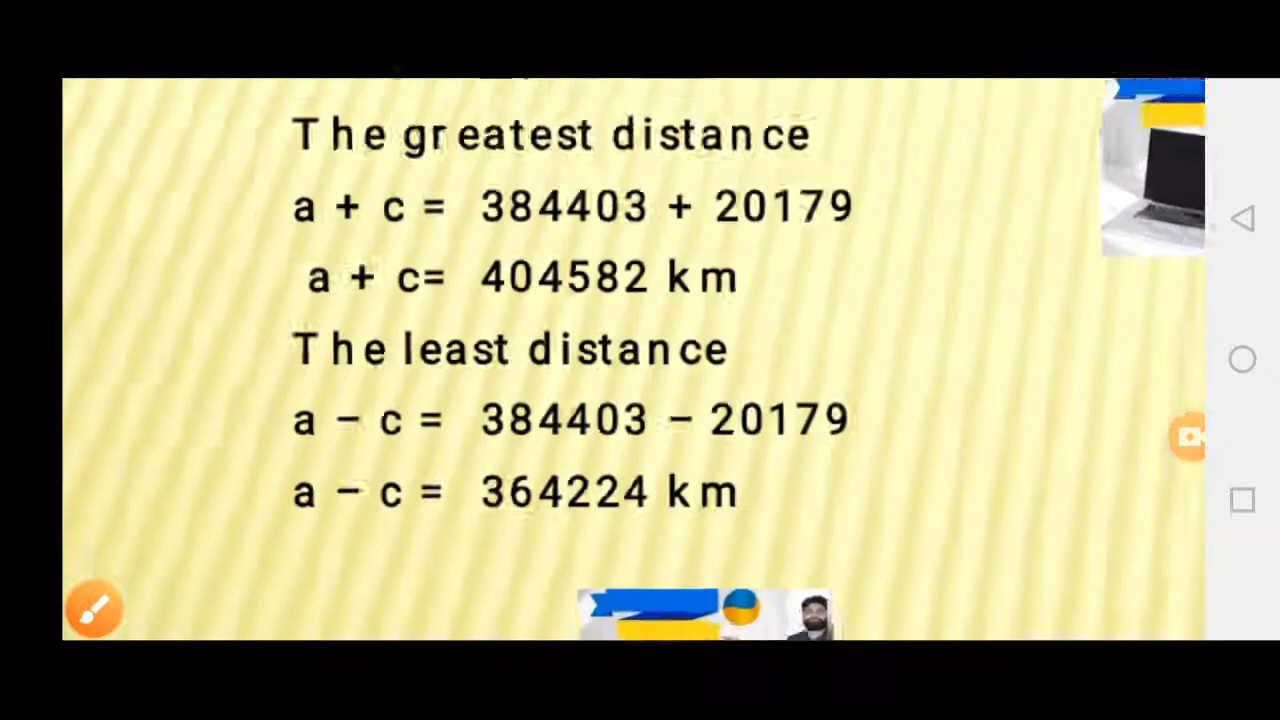 The greatest distance
a + c = 384403 + 20179
a + c= 404582 km
The least distance
a − c = 384403 − 20179
a − c = 364224 km